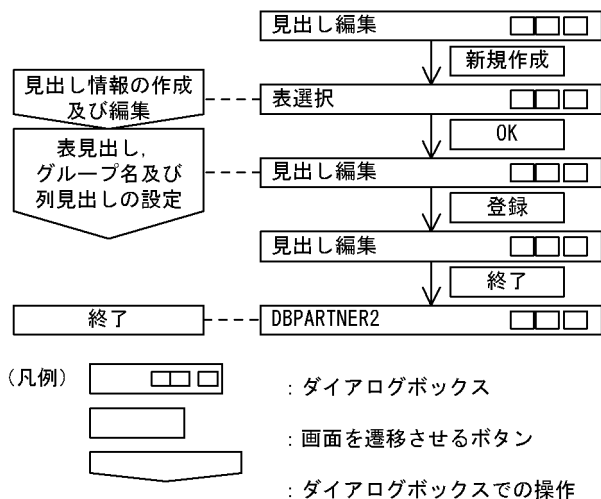 見出し編集
新規作成
見出し情報の作成
及び編集
表選択
OK
表見出し,
グループ名及び
列見出しの設定
見出し編集
登録
見出し編集
終了
終了
DBPARTNER2
(凡例)
:ダイアログボックス
:画面を遷移させるボタン
:ダイアログボックスでの操作